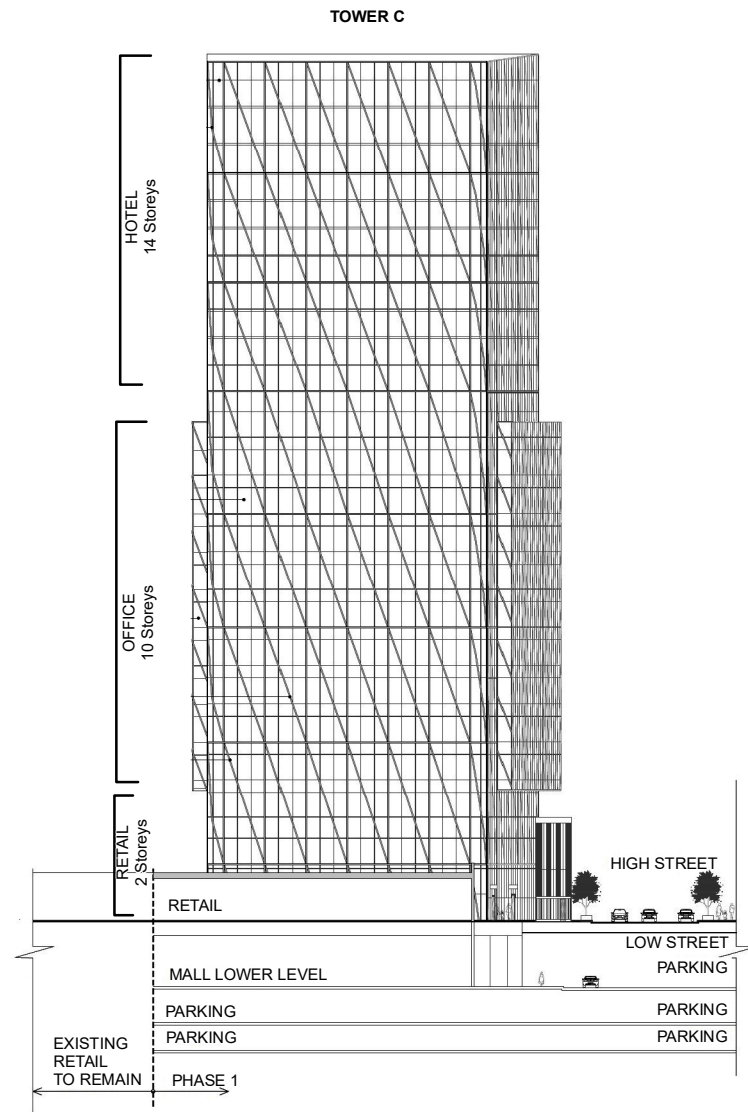 TOWER C
HOTEL
14 Storeys
OFFICE
10 Storeys
RETAIL
2 Storeys
HIGH STREET
RETAIL
LOW STREET
MALL LOWER LEVEL
PARKING
PARKING
PARKING
PARKING
PARKING
EXISTING
RETAIL
TO REMAIN
PHASE 1